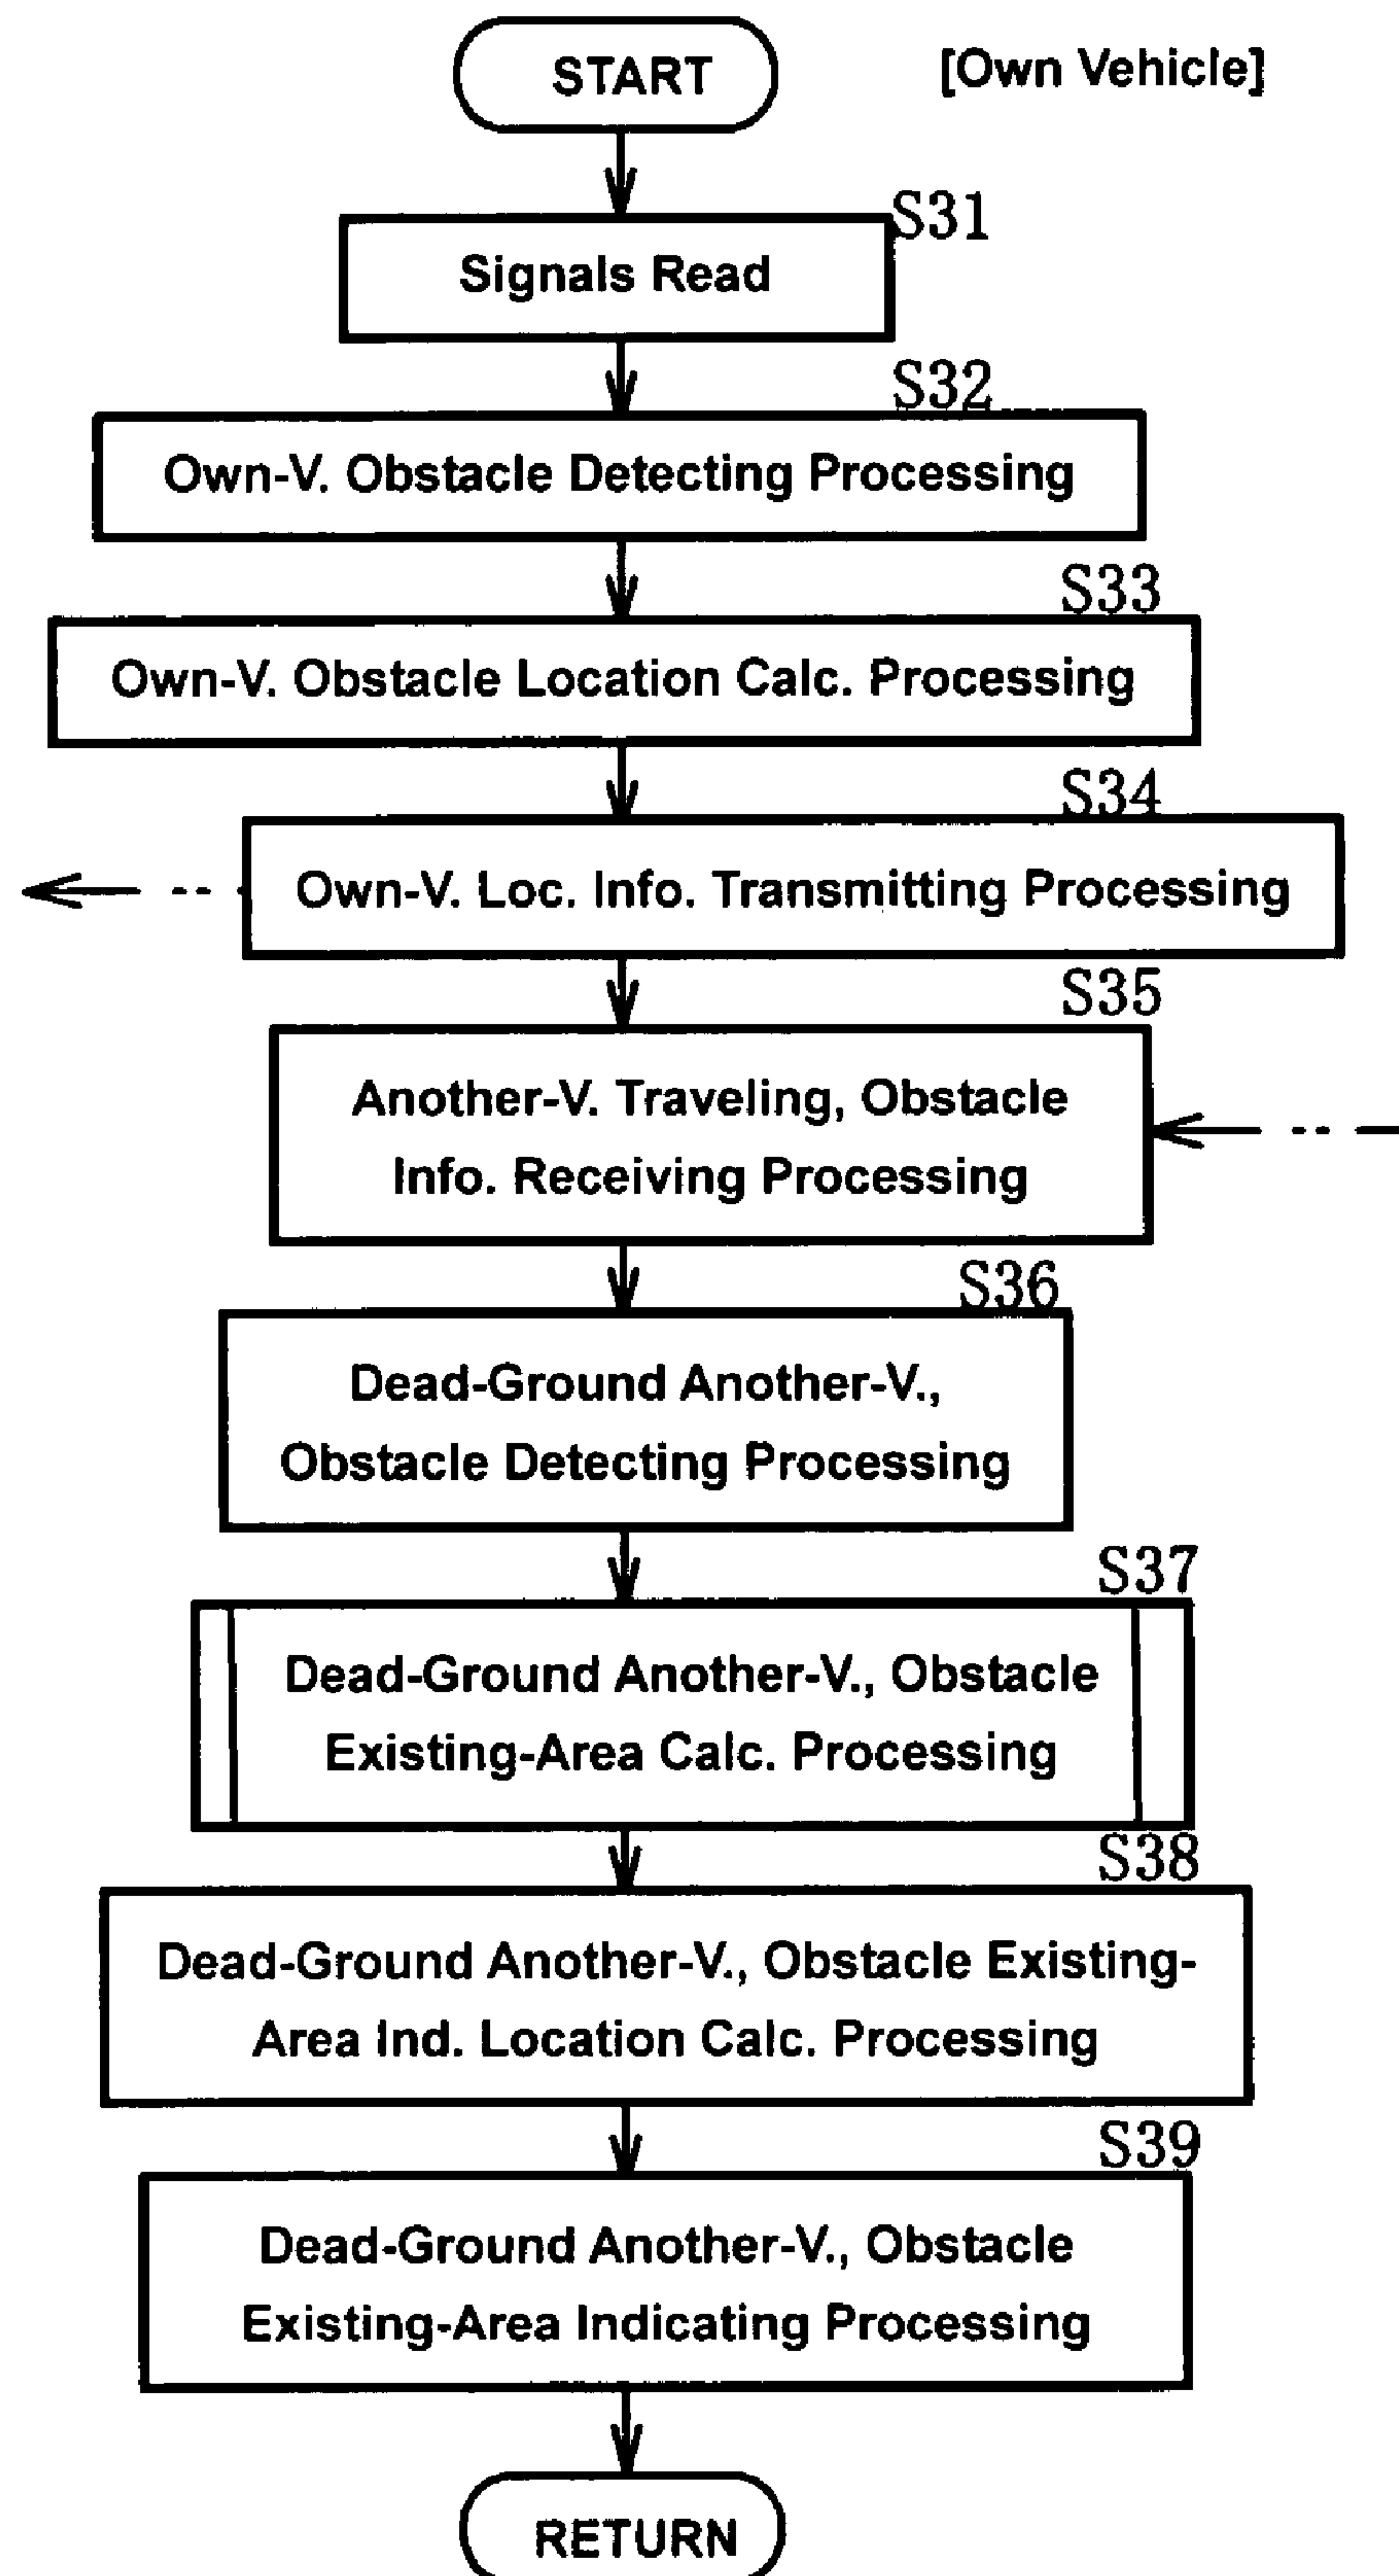 START
[Own Vehicle]
S31
Signals Read
S32
Own-V. Obstacle Detecting Processing
S33
Own-V. Obstacle Location Calc. Processing
S34
Own-V. Loc. Info. Transmitting Processing
S35
Another-V. Traveling, Obstacle
Info. Receiving Processing
S36
Dead-Ground Another-V.,
Obstacle Detecting Processing
S37
Dead-Ground Another-V., Obstacle
Existing-Area Calc. Processing
S38
Dead-Ground Another-V., Obstacle Existing-
Area Ind. Location Calc. Processing
S39
Dead-Ground Another-V., Obstacle
Existing-Area Indicating Processing
RETURN